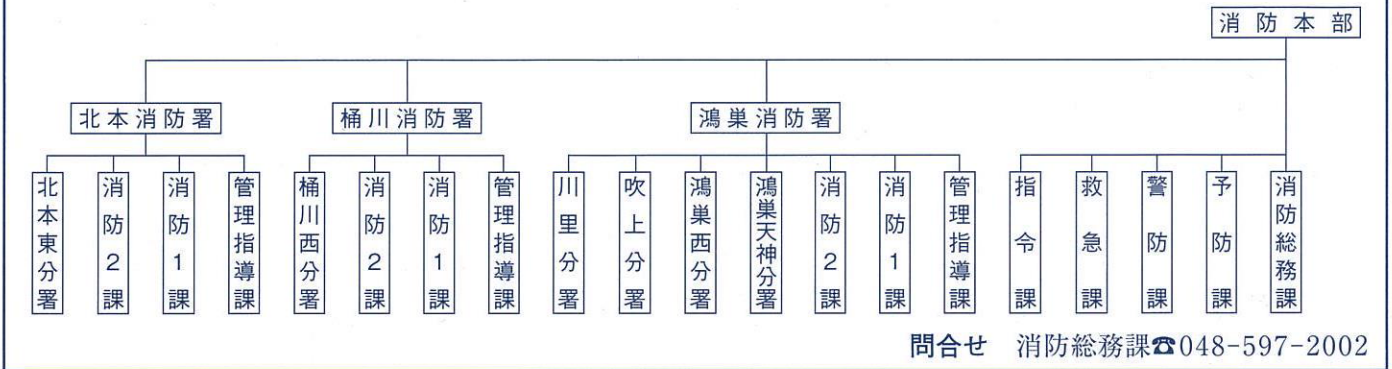 消防本部
北本消防署
桶川消防署
鴻巣消防署
北本東分署
消防2課
消防1課
管理指導課
桶川西分署
消防2課
消防1課
管理指導課
川里分署
吹上分署
鴻巣西分署
鴻巣天神分署
消防2課
消防1課
管理指導課
指令課
救急課
警防課
予防課
消防総務課
問合せ　消防総務課☎048-597-2002